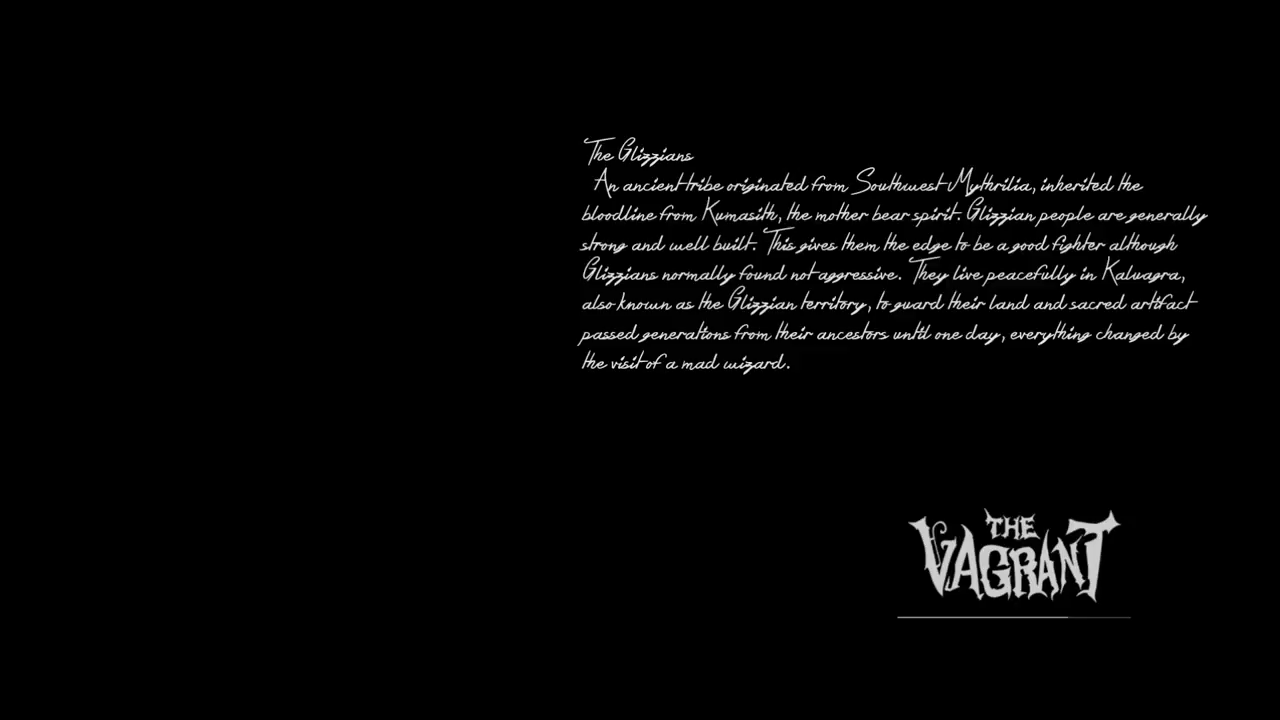 The Glizzians
An ancient tribe originated from Southwest Mythrilia, inherited the
bloodline from Kumasith, the mother bear spirit. Glizzian people are generally
strong and well built. This gives them the edge to be a good fighter although
Glizzians normally found not aggressive. They live peacefully in Kalvagra,
also known as the Glizzian territory, to guard their land and sacred artifact
passed generations from their ancestors until one day, everything changed by
the visit of a mad wizard.
THE
VAGRANT